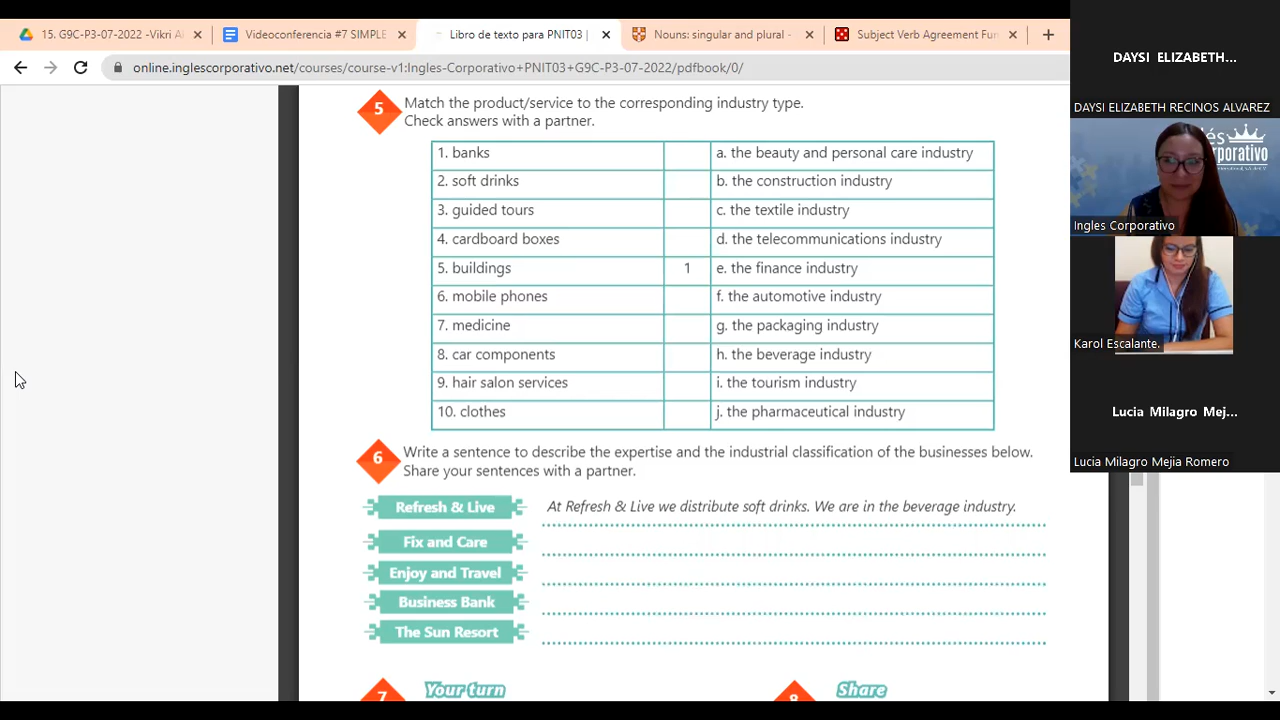 15. G9C-P3-07-2022 -Vikri Al
Videoconferencia #7 SIMPLE
Libro de texto para PNIT03 |
Nouns: singular and plural -
Subject Verb Agreement Fun
online.inglescorporativo.net/courses/course-v1:Ingles-Corporativo+PNIT03+G9C-P3-07-2022/pdfbook/0/
5
Match the product/service to the corresponding industry type.
Check answers with a partner.
1. banks a. the beauty and personal care industry
2. soft drinks b. the construction industry
3. guided tours c. the textile industry
4. cardboard boxes d. the telecommunications industry
5. buildings 1 e. the finance industry
6. mobile phones f. the automotive industry
7. medicine g. the packaging industry
8. car components h. the beverage industry
9. hair salon services i. the tourism industry
10. clothes j. the pharmaceutical industry
6
Write a sentence to describe the expertise and the industrial classification of the businesses below.
Share your sentences with a partner.
Refresh & Live At Refresh & Live we distribute soft drinks. We are in the beverage industry.
Fix and Care
Enjoy and Travel
Business Bank
The Sun Resort
7 Your turn
8 Share
DAYSI ELIZABETH...
DAYSI ELIZABETH RECINOS ALVAREZ
és
orporativo
Ingles Corporativo
Karol Escalante.
Lucia Milagro Mej...
Lucia Milagro Mejia Romero